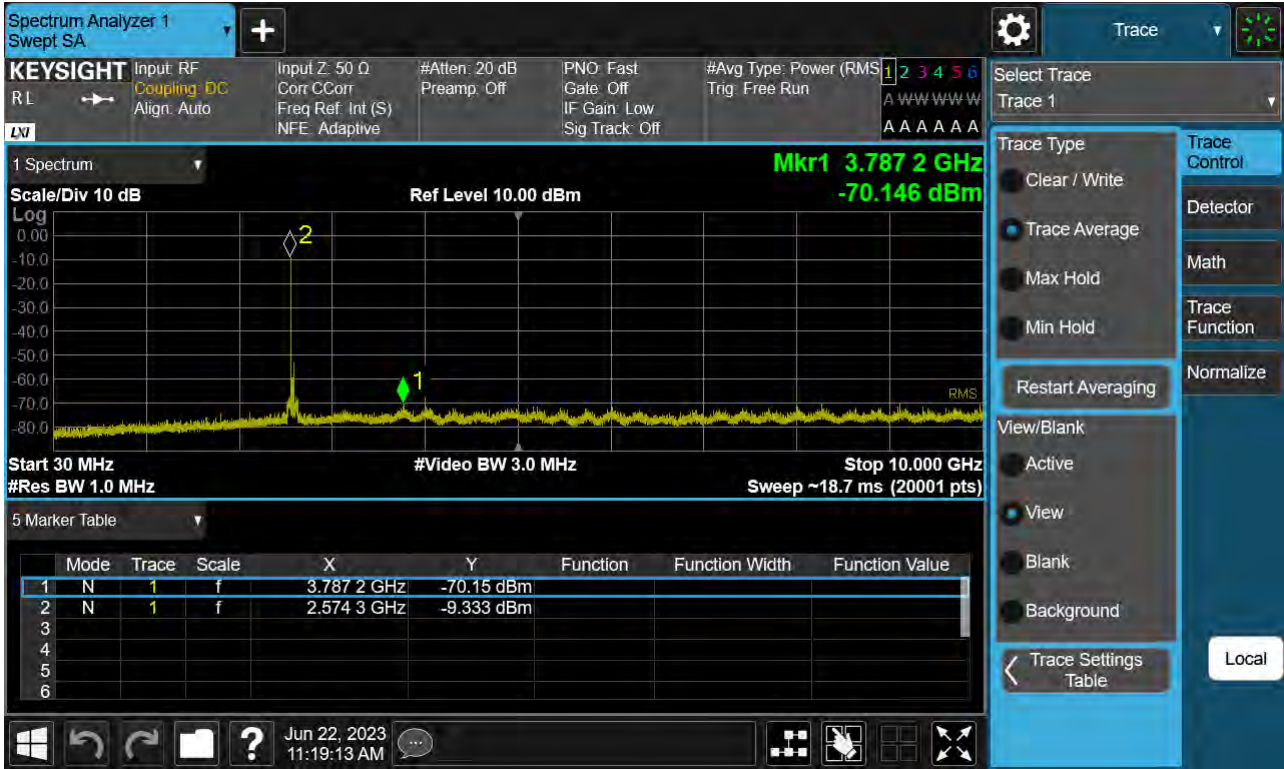 Spectrum Analyzer 1
Swept SA
Trace
KEYSIGHT
R L
LXI
Input: RF
Coupling: DC
Align: Auto
Input Z: 50 Ω
Corr CCorr
Freq Ref: Int (S)
NFE: Adaptive
#Atten: 20 dB
Preamp: Off
PNO: Fast
Gate: Off
IF Gain: Low
Sig Track: Off
#Avg Type: Power (RMS
Trig: Free Run
1 2 3 4 5 6
A W W W W W
A A A A A A
Select Trace
Trace 1
1 Spectrum
Mkr1 3.787 2 GHz
-70.146 dBm
Scale/Div 10 dB
Ref Level 10.00 dBm
Log
0.00
-10.0
-20.0
-30.0
-40.0
-50.0
-60.0
-70.0
-80.0
2
1
RMS
Start 30 MHz
#Video BW 3.0 MHz
Stop 10.000 GHz
#Res BW 1.0 MHz
Sweep ~18.7 ms (20001 pts)
5 Marker Table
Mode Trace Scale X Y Function Function Width Function Value
1 N 1 f 3.787 2 GHz -70.15 dBm
2 N 1 f 2.574 3 GHz -9.333 dBm
3
4
5
6
Trace Type
Clear / Write
Trace Average
Max Hold
Min Hold
Restart Averaging
View/Blank
Active
View
Blank
Background
Trace Settings
Table
Trace
Control
Detector
Math
Trace
Function
Normalize
Local
?
Jun 22, 2023
11:19:13 AM